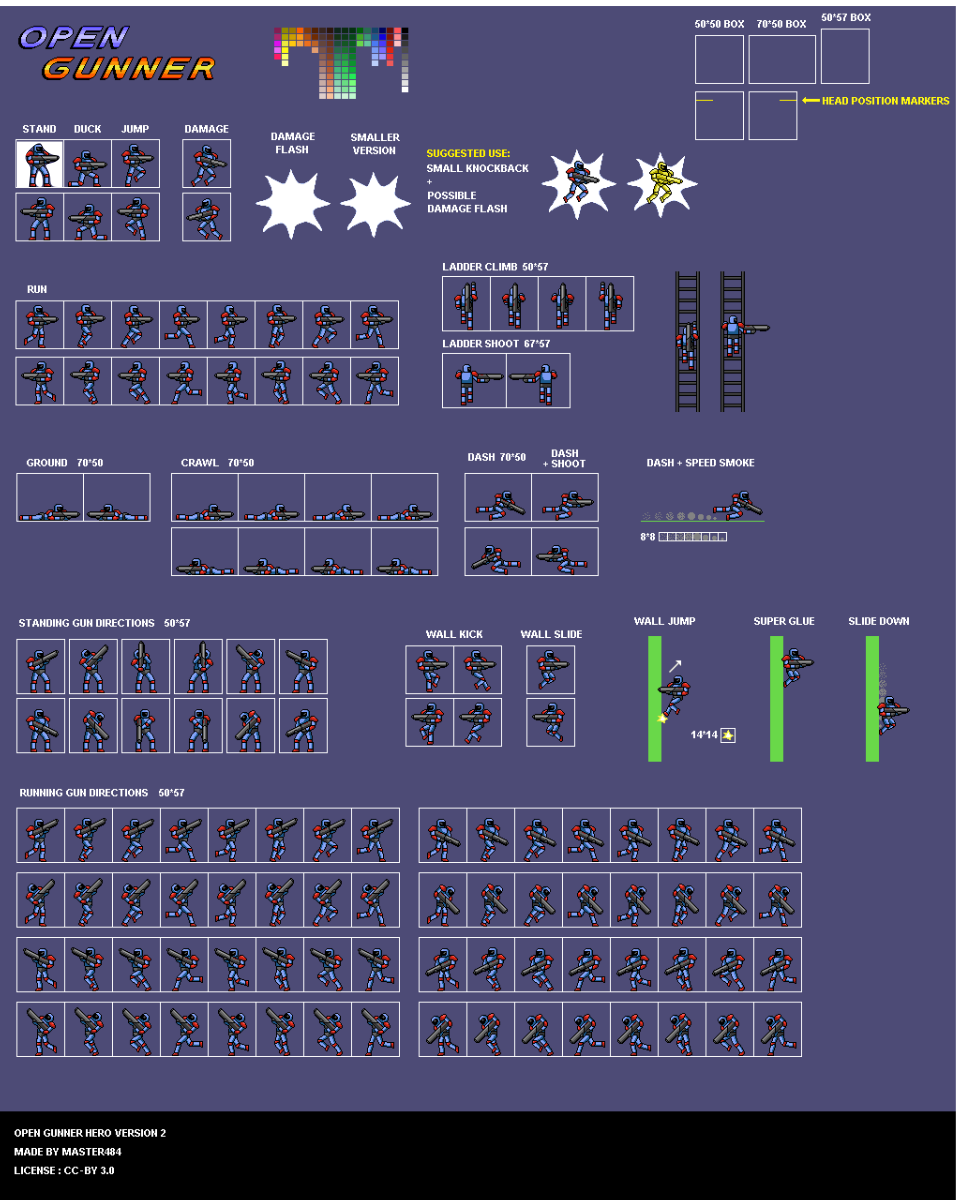 OPEN
GUNNER
50*50 BOX 70*50 BOX 50*57 BOX
HEAD POSITION MARKERS
STAND DUCK JUMP DAMAGE
DAMAGE
FLASH
SMALLER
VERSION
SUGGESTED USE:
SMALL KNOCKBACK
+
POSSIBLE
DAMAGE FLASH
RUN
LADDER CLIMB 50*57
LADDER SHOOT 67*57
GROUND 70*50
CRAWL 70*50
DASH 70*50
DASH
+ SHOOT
DASH + SPEED SMOKE
8*8
STANDING GUN DIRECTIONS 50*57
WALL KICK
WALL SLIDE
WALL JUMP
SUPER GLUE
SLIDE DOWN
14*14
RUNNING GUN DIRECTIONS 50*57
OPEN GUNNER HERO VERSION 2
MADE BY MASTER484
LICENSE : CC-BY 3.0